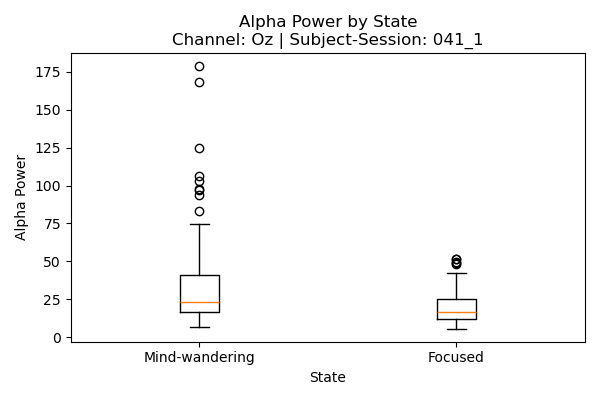 Alpha Power by State
Channel: Oz | Subject-Session: 041_1
Alpha Power
175
150
125
100
75
50
25
0
Mind-wandering
Focused
State